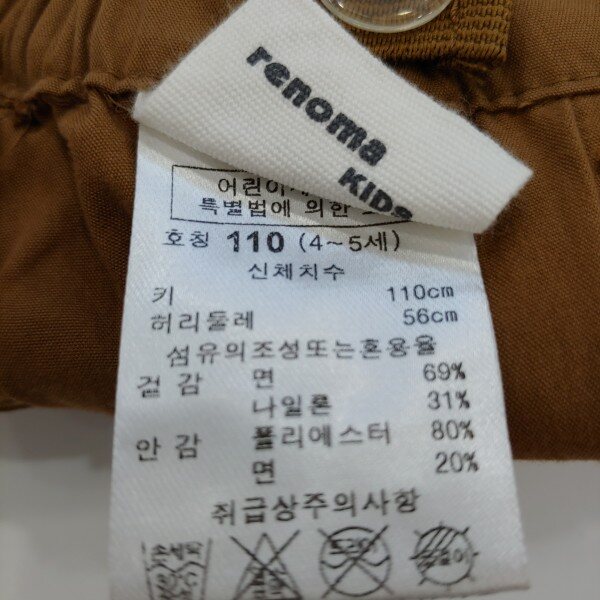 renoma
KIDS
어린이
특별법에 의한
호칭 110 (4~5세)
신체치수
키 110cm
허리둘레 56cm
섬유의조성또는혼용율
겉감 면 69%
나일론 31%
안감 폴리에스터 80%
면 20%
취급상주의사항